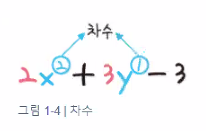 차수
2x² + 3y¹ - 3
그림 1-4 | 차수